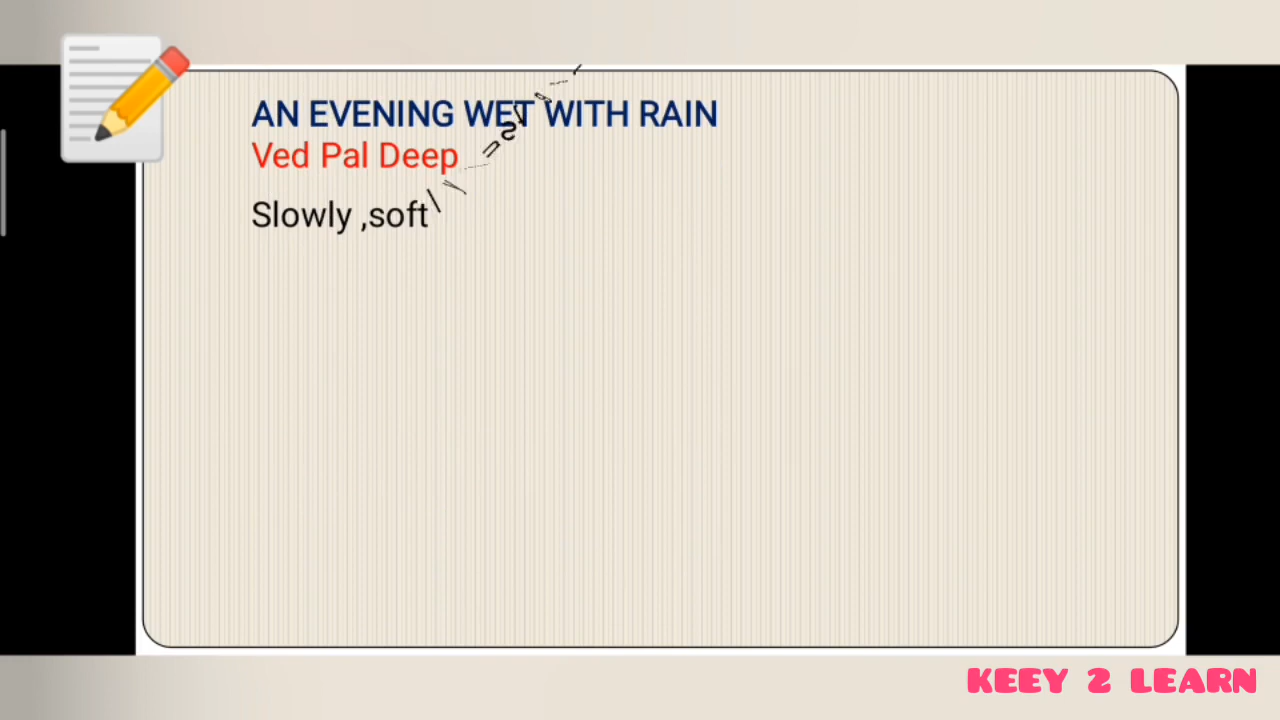 AN EVENING WET WITH RAIN
Ved Pal Deep
Slowly ,soft
KEEY 2 LEARN